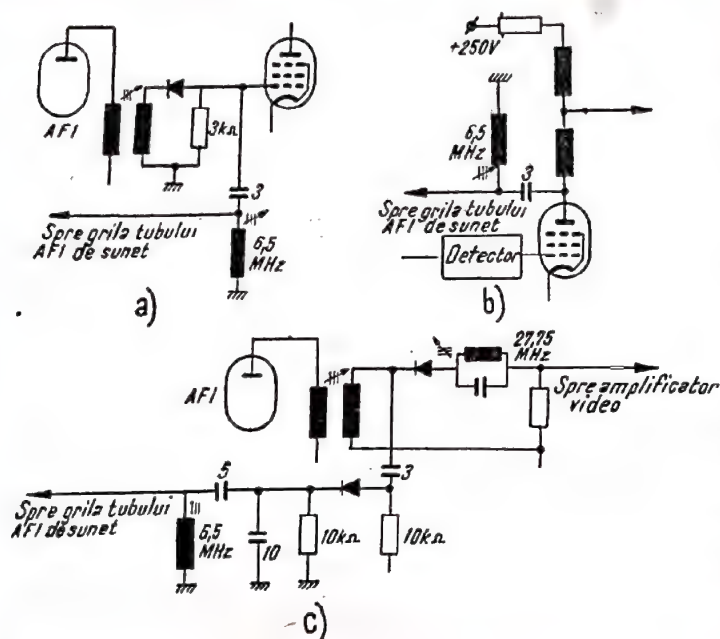 AFI
3kΩ
3
Spre grila tubului
AFI de sunet
6,5
MHz
a)
+250V
6,5
MHz
3
Spre grila tubului
AFI de sunet
Detector
b)
AFI
27,75
MHz
Spre amplificator
video
3
5
Spre grila tubului
AFI de sunet
6,5
MHz
10
10kΩ
10kΩ
c)